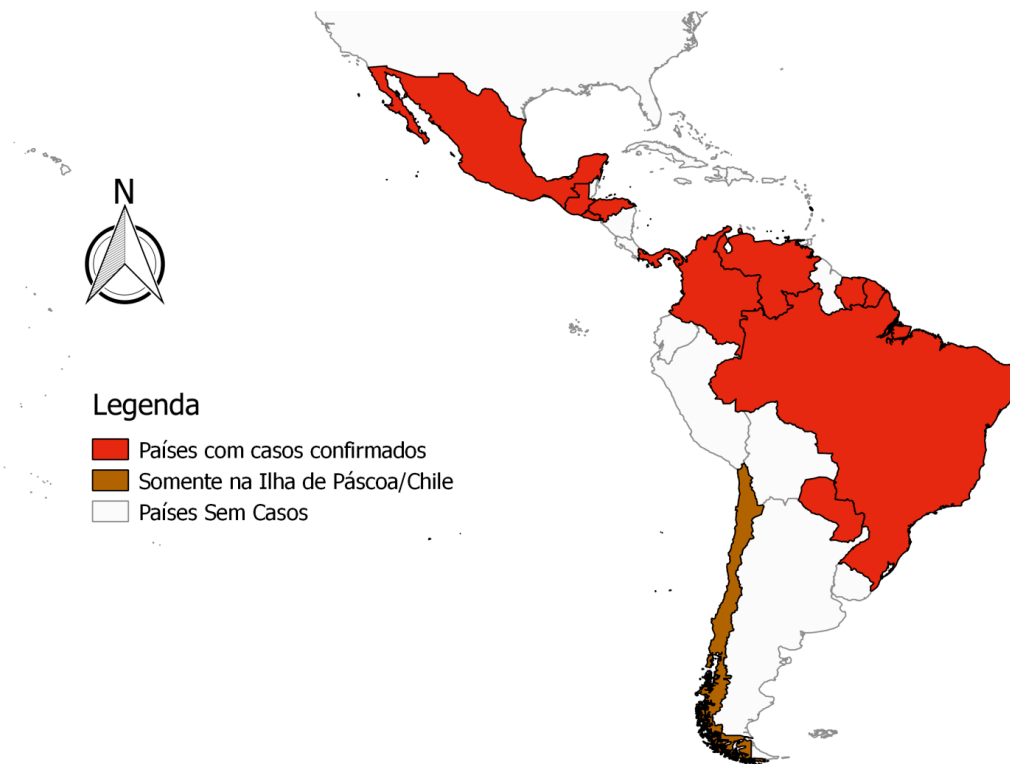 N
Legenda
Países com casos confirmados
Somente na Ilha de Páscoa/Chile
Países Sem Casos